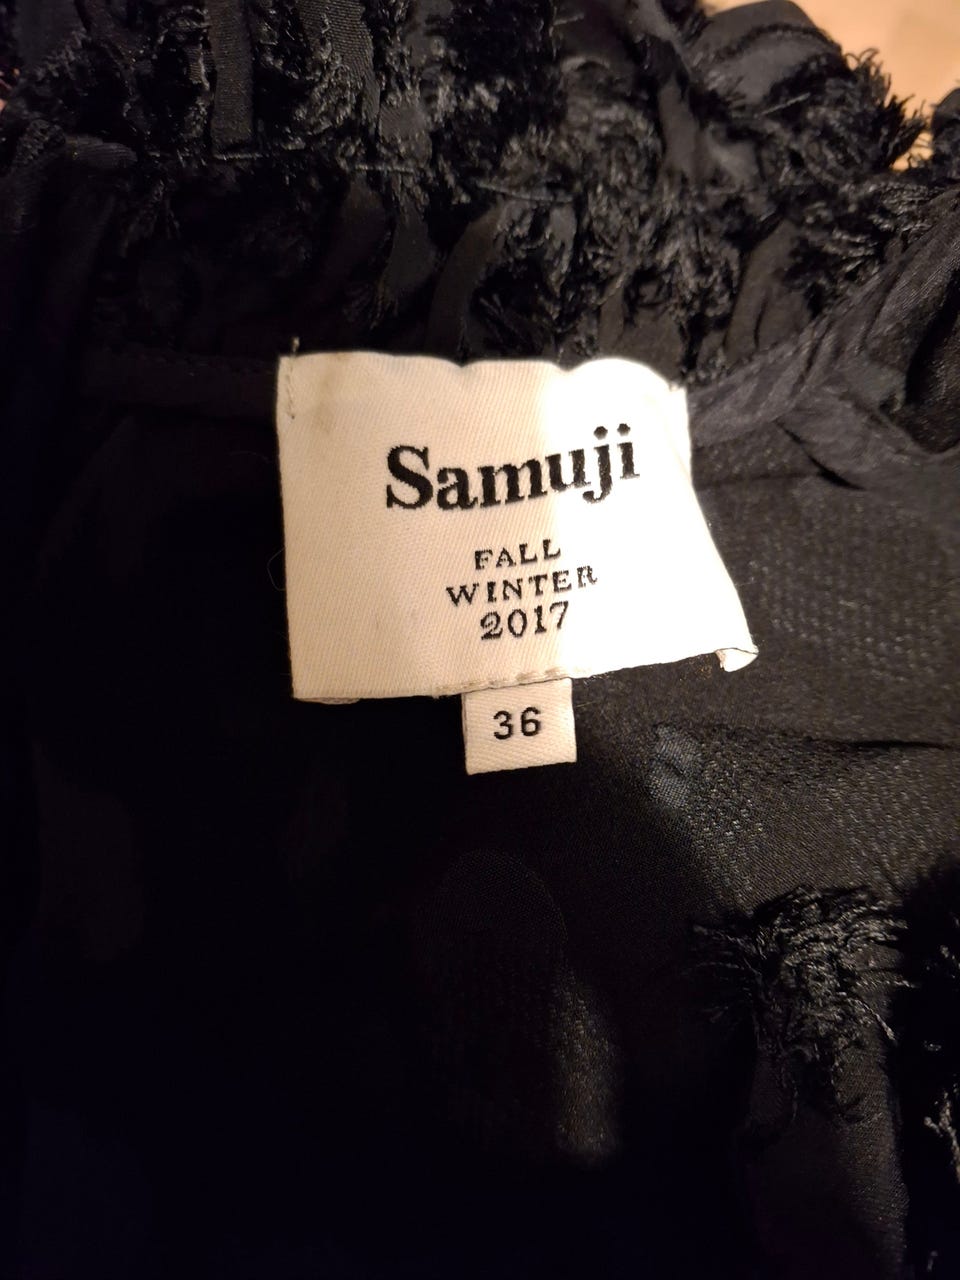 Samuji
FALL
WINTER
2017
36